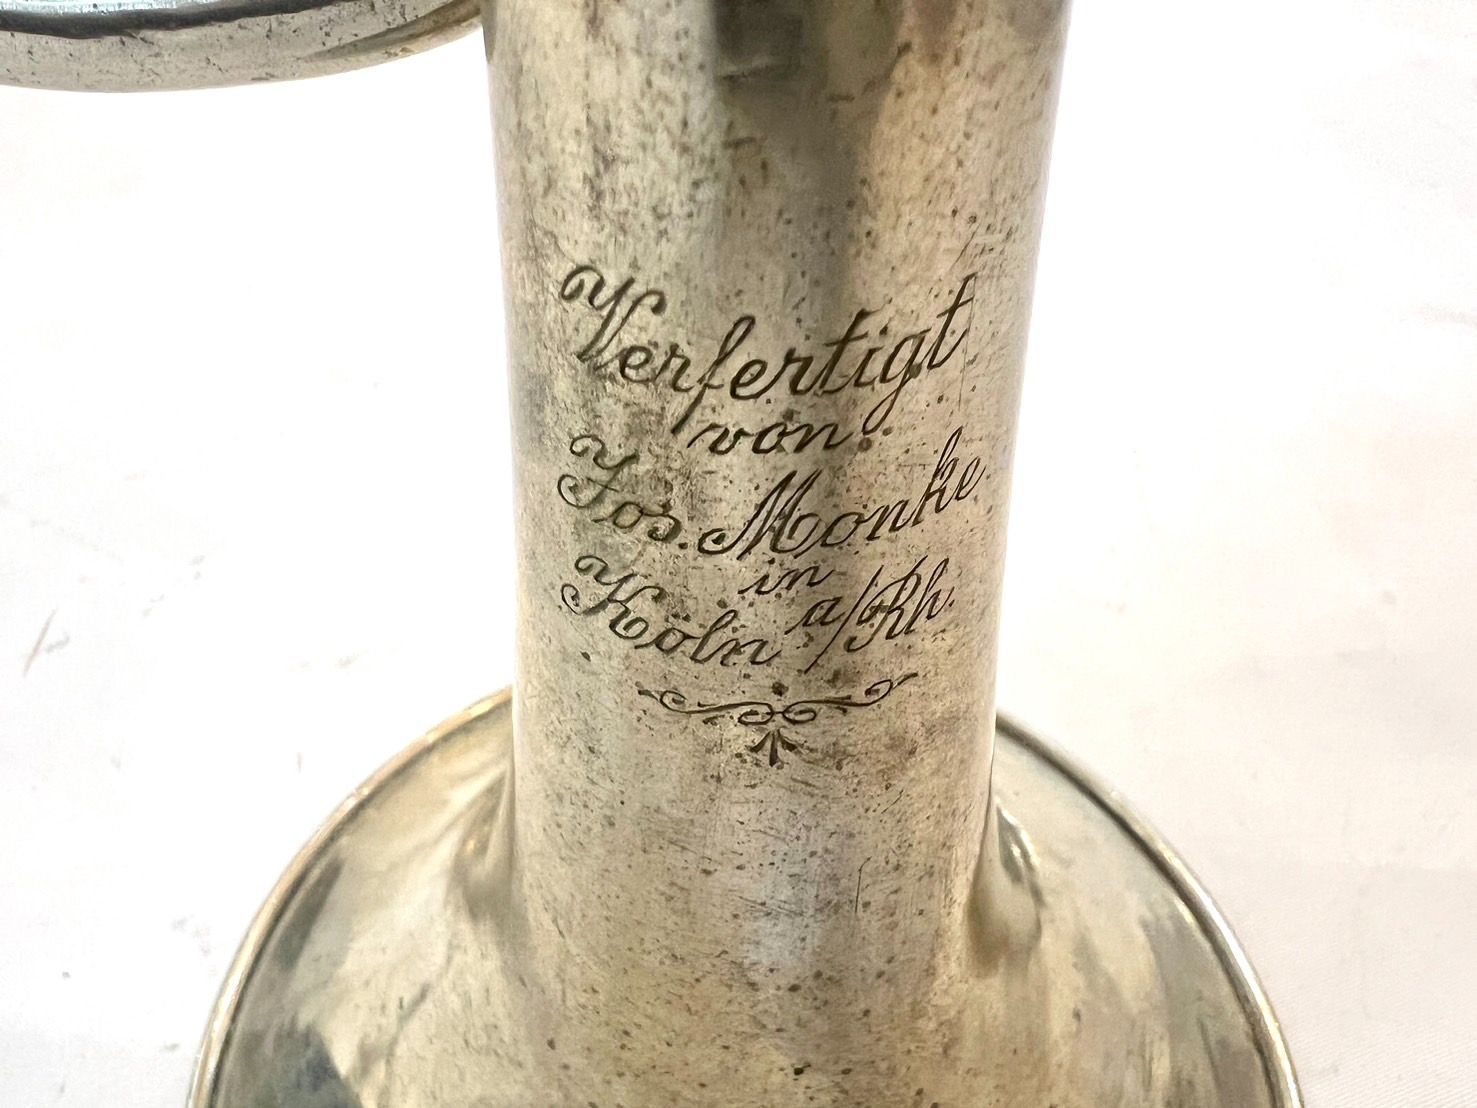 Verfertigt
von
Jos. Monke
in
Köln a/Rh.